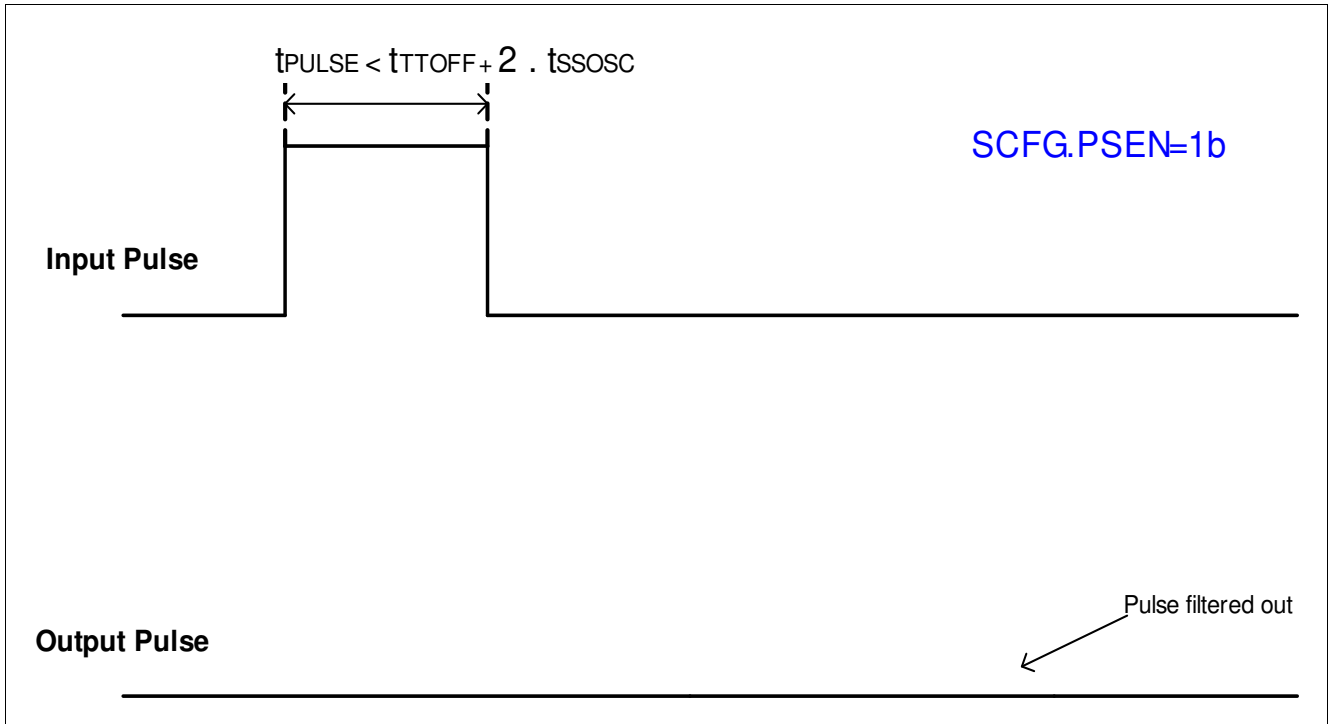 tPULSE < tTTOFF + 2 . tSSOSC
SCFG.PSEN=1b
Input Pulse
Pulse filtered out
Output Pulse